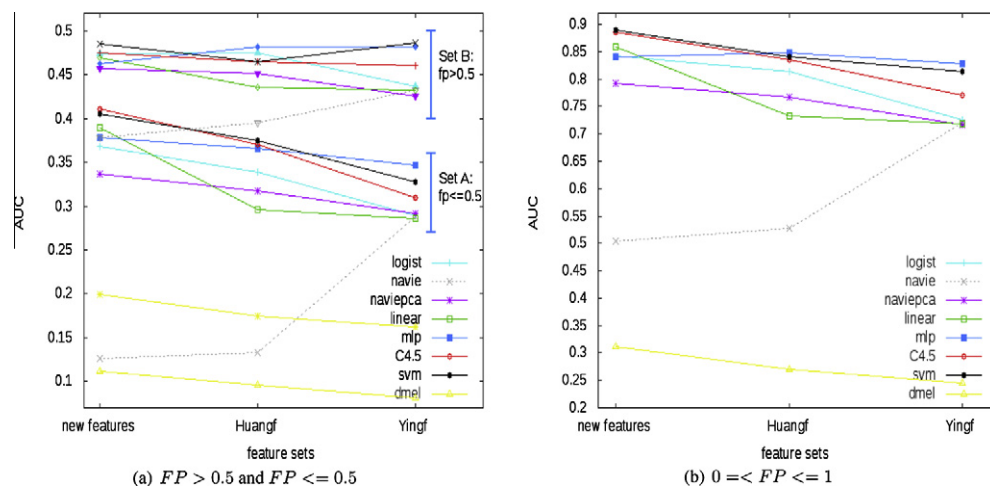 0.5
0.45
0.4
0.35
0.3
0.25
0.2
0.15
0.1
AUC
Set B:
fp>0.5
Set A:
fp<=0.5
logist
navie
naviepca
linear
mlp
C4.5
svm
dmel
new features
Huangf
Yingf
feature sets
(a) FP > 0.5 and FP <= 0.5
0.9
0.85
0.8
0.75
0.7
0.65
0.6
0.55
0.5
0.45
0.4
0.35
0.3
0.25
0.2
AUC
logist
navie
naviepca
linear
mlp
C4.5
svm
dmel
new features
Huangf
Yingf
feature sets
(b) 0 =< FP <= 1